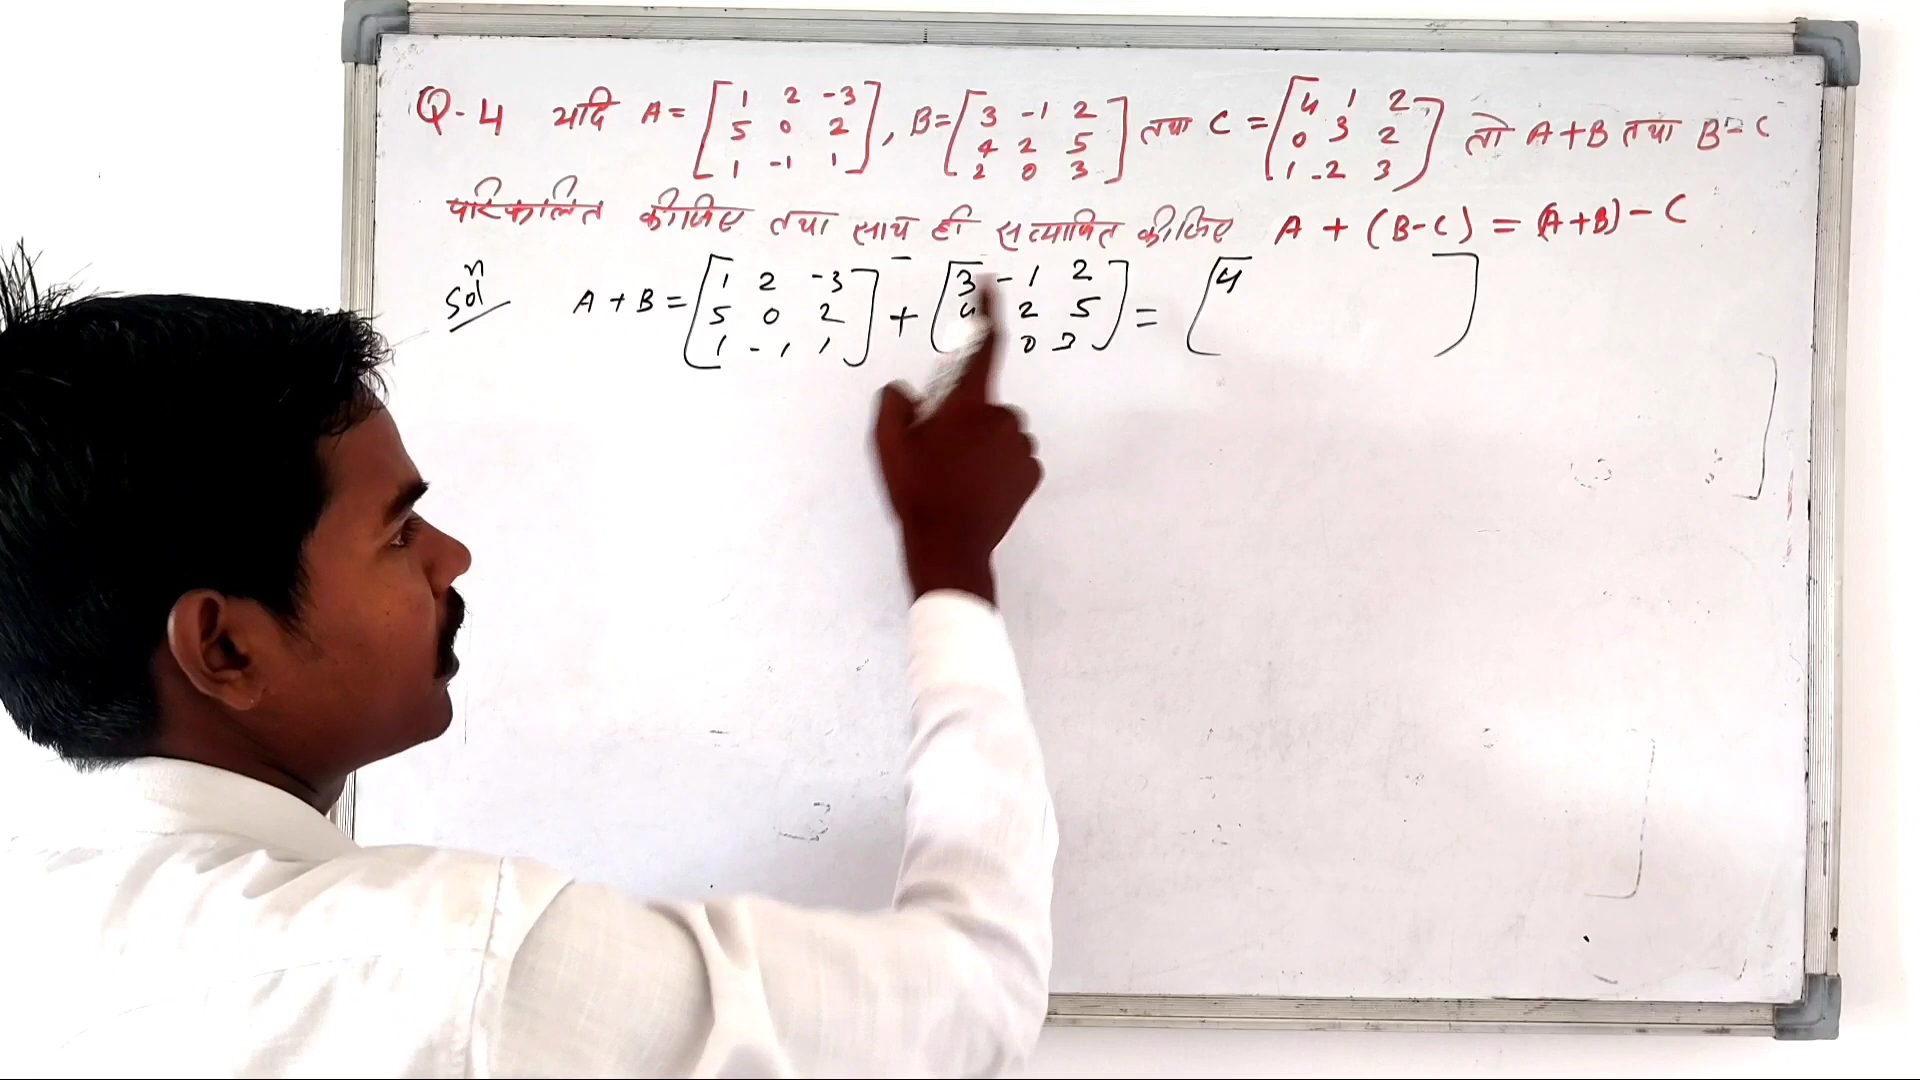 Q-4 यदि A = [1 2 -3 , B = [3 -1 2 तथा C = [4 1 2 तो A+B तथा B-C
5 0 2 4 2 5 0 3 2
1 -1 1] 2 0 3] 1 -2 3]
परिकलित कीजिए तथा साथ ही सत्यापित कीजिए A + (B-C) = (A+B) - C
Solⁿ A + B = [1 2 -3 + [3 -1 2 = [4 ]
5 0 2 4 2 5
1 -1 1] 0 3]